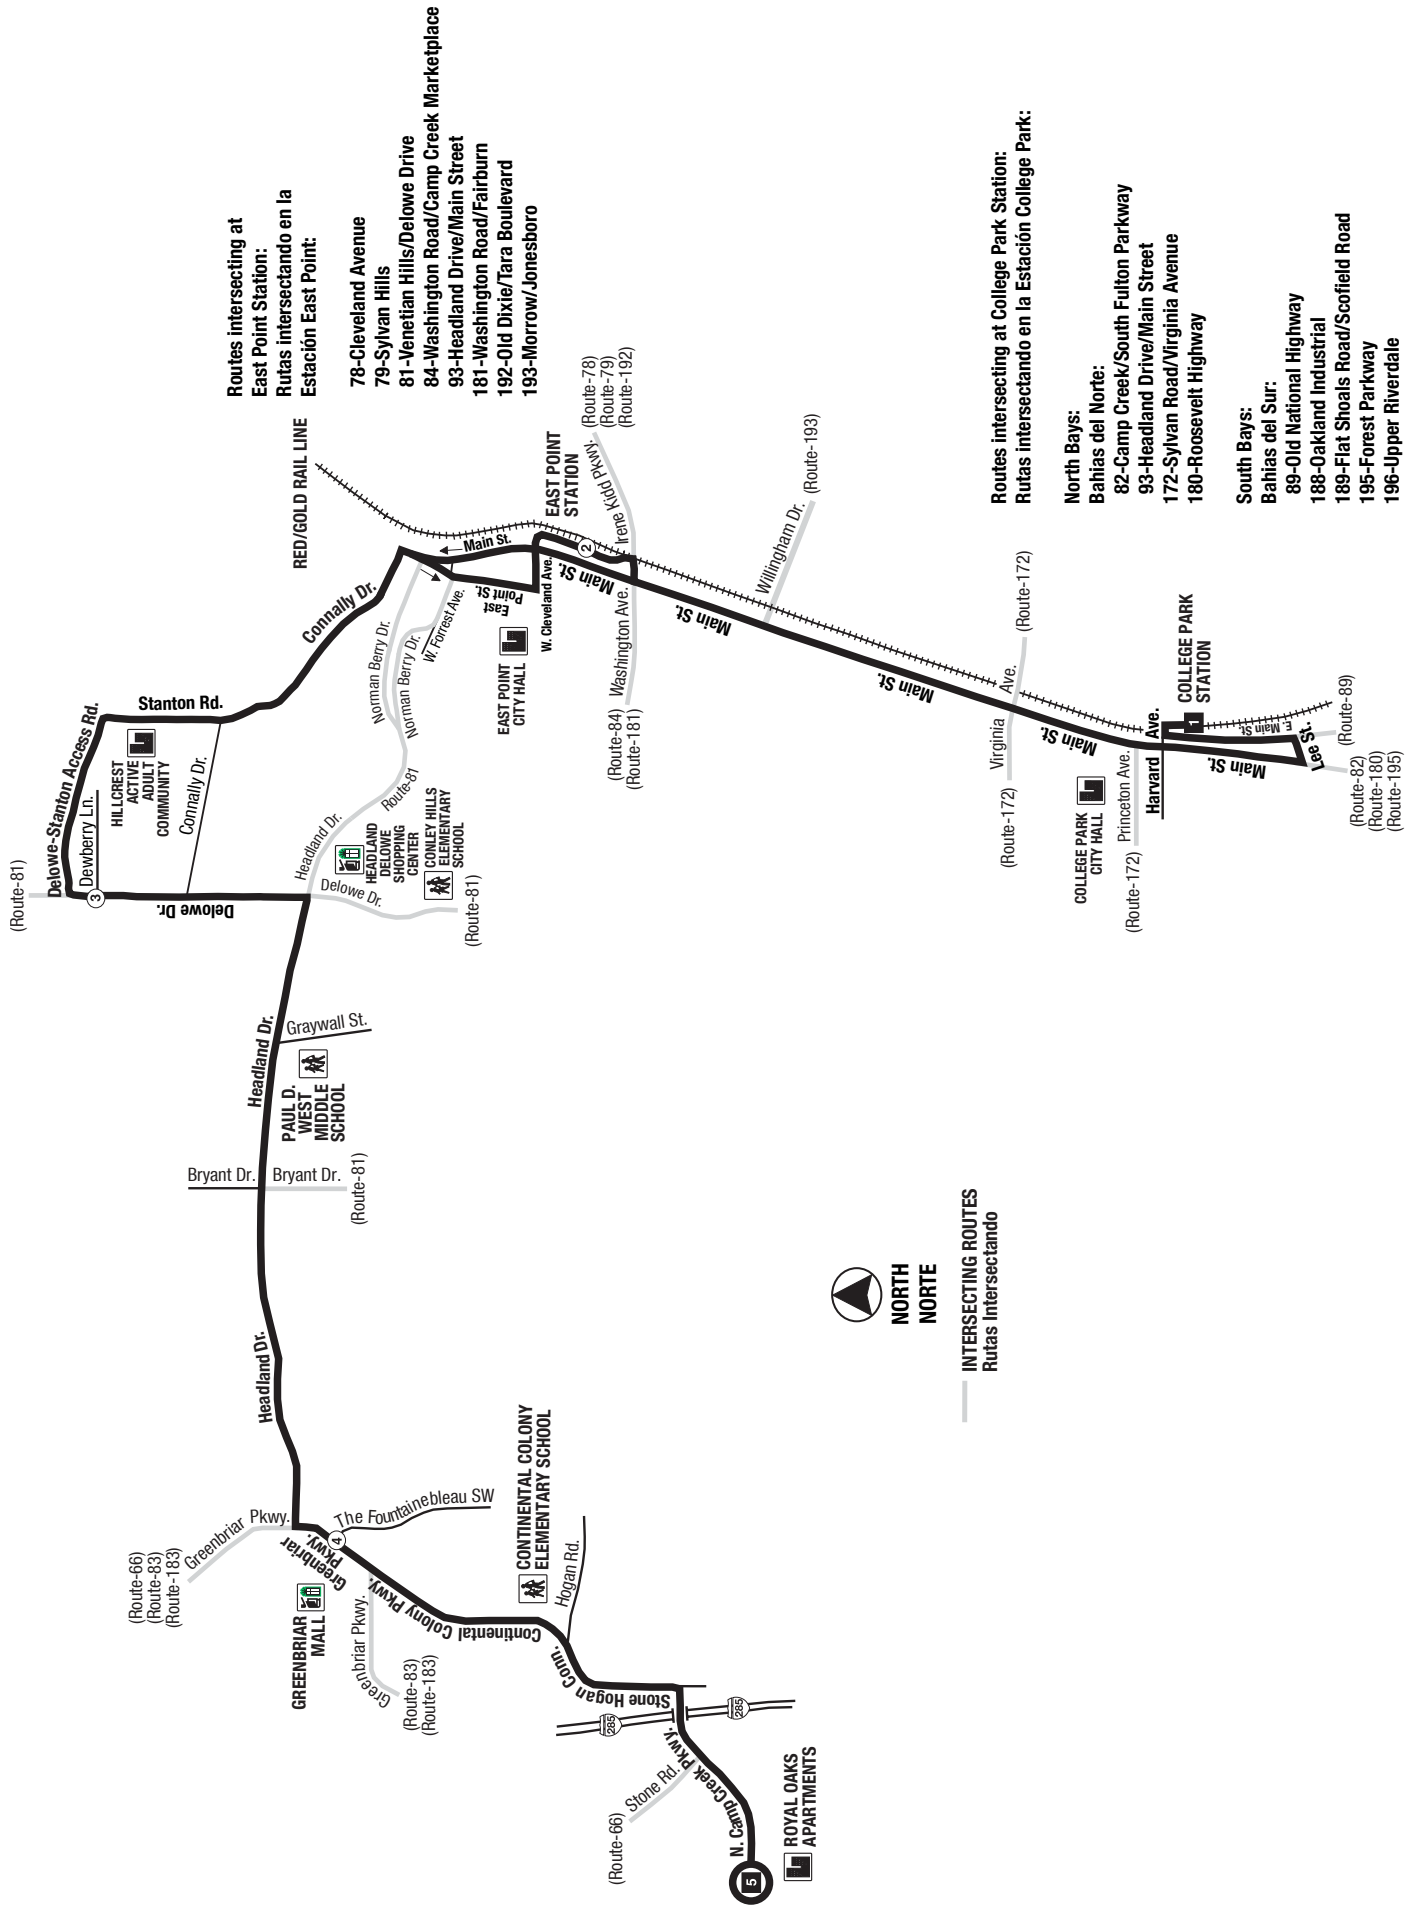 Routes intersecting at
East Point Station:
Rutas intersectando en la
Estación East Point:
78-Cleveland Avenue
79-Sylvan Hills
81-Venetian Hills/Delowe Drive
84-Washington Road/Camp Creek Marketplace
93-Headland Drive/Main Street
181-Washington Road/Fairburn
192-Old Dixie/Tara Boulevard
193-Morrow/Jonesboro
RED/GOLD RAIL LINE
Connally Dr.
Main St.
EAST POINT
STATION
(Route-78)
(Route-79)
(Route-192)
Irene Kidd Pkwy.
2
Main St.
W. Cleveland Ave.
East
Point St.
W. Forrest Ave.
Norman Berry Dr.
Norman Berry Dr.
EAST POINT
CITY HALL
Washington Ave.
(Route-84)
(Route-181)
Main St.
Willingham Dr.
(Route-193)
Main St.
Virginia
Ave.
(Route-172)
(Route-172)
Main St.
Princeton Ave.
(Route-172)
Harvard
Ave.
COLLEGE PARK
CITY HALL
COLLEGE PARK
STATION
1
E. Main St.
Main St.
Lee St.
(Route-89)
(Route-82)
(Route-180)
(Route-195)
Routes intersecting at College Park Station:
Rutas intersectando en la Estación College Park:
North Bays:
Bahias del Norte:
82-Camp Creek/South Fulton Parkway
93-Headland Drive/Main Street
172-Sylvan Road/Virginia Avenue
180-Roosevelt Highway
South Bays:
Bahias del Sur:
89-Old National Highway
188-Oakland Industrial
189-Flat Shoals Road/Scofield Road
195-Forest Parkway
196-Upper Riverdale
Stanton Rd.
Delowe-Stanton Access Rd.
HILLCREST
ACTIVE
ADULT
COMMUNITY
Dewberry Ln.
Connally Dr.
(Route-81)
3
Delowe Dr.
Headland Dr.
Route-81
HEADLAND
DELOWE
SHOPPING
CENTER
CONLEY HILLS
ELEMENTARY
SCHOOL
Delowe Dr.
(Route-81)
Headland Dr.
Graywall St.
PAUL D.
WEST
MIDDLE
SCHOOL
Bryant Dr.
Bryant Dr.
(Route-81)
Headland Dr.
(Route-66)
(Route-83)
(Route-183)
Greenbriar
Pkwy.
Greenbriar
Pkwy.
4
The Fountainebleau SW
GREENBRIAR
MALL
Greenbriar Pkwy.
(Route-83)
(Route-183)
Continental Colony Pkwy.
CONTINENTAL COLONY
ELEMENTARY SCHOOL
Hogan Rd.
Stone Hogan Conn.
285
285
N. Camp Creek Pkwy.
Stone Rd.
(Route-66)
5
ROYAL OAKS
APARTMENTS
NORTH
NORTE
INTERSECTING ROUTES
Rutas Intersectando